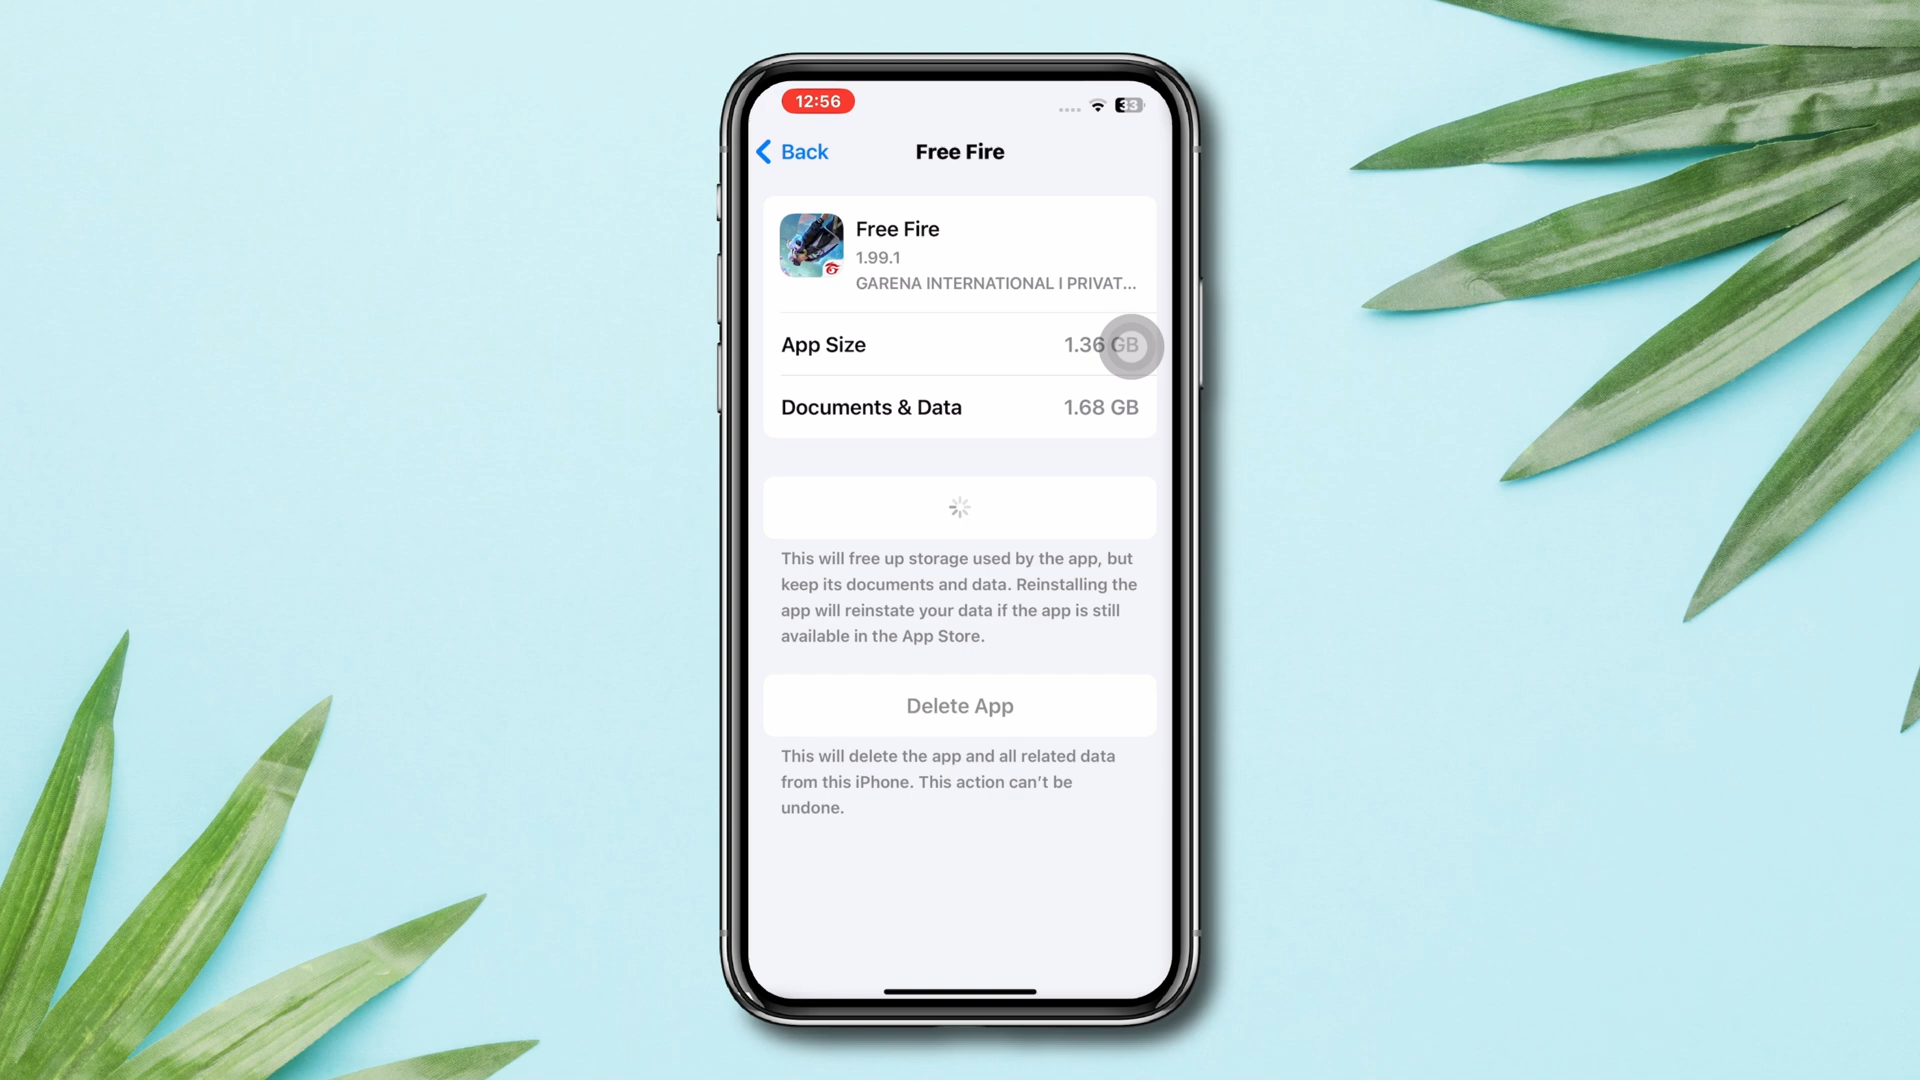 12:56
33
Back
Free Fire
Free Fire
1.99.1
GARENA INTERNATIONAL I PRIVAT...
App Size
1.36 GB
Documents & Data
1.68 GB
This will free up storage used by the app, but
keep its documents and data. Reinstalling the
app will reinstate your data if the app is still
available in the App Store.
Delete App
This will delete the app and all related data
from this iPhone. This action can't be
undone.